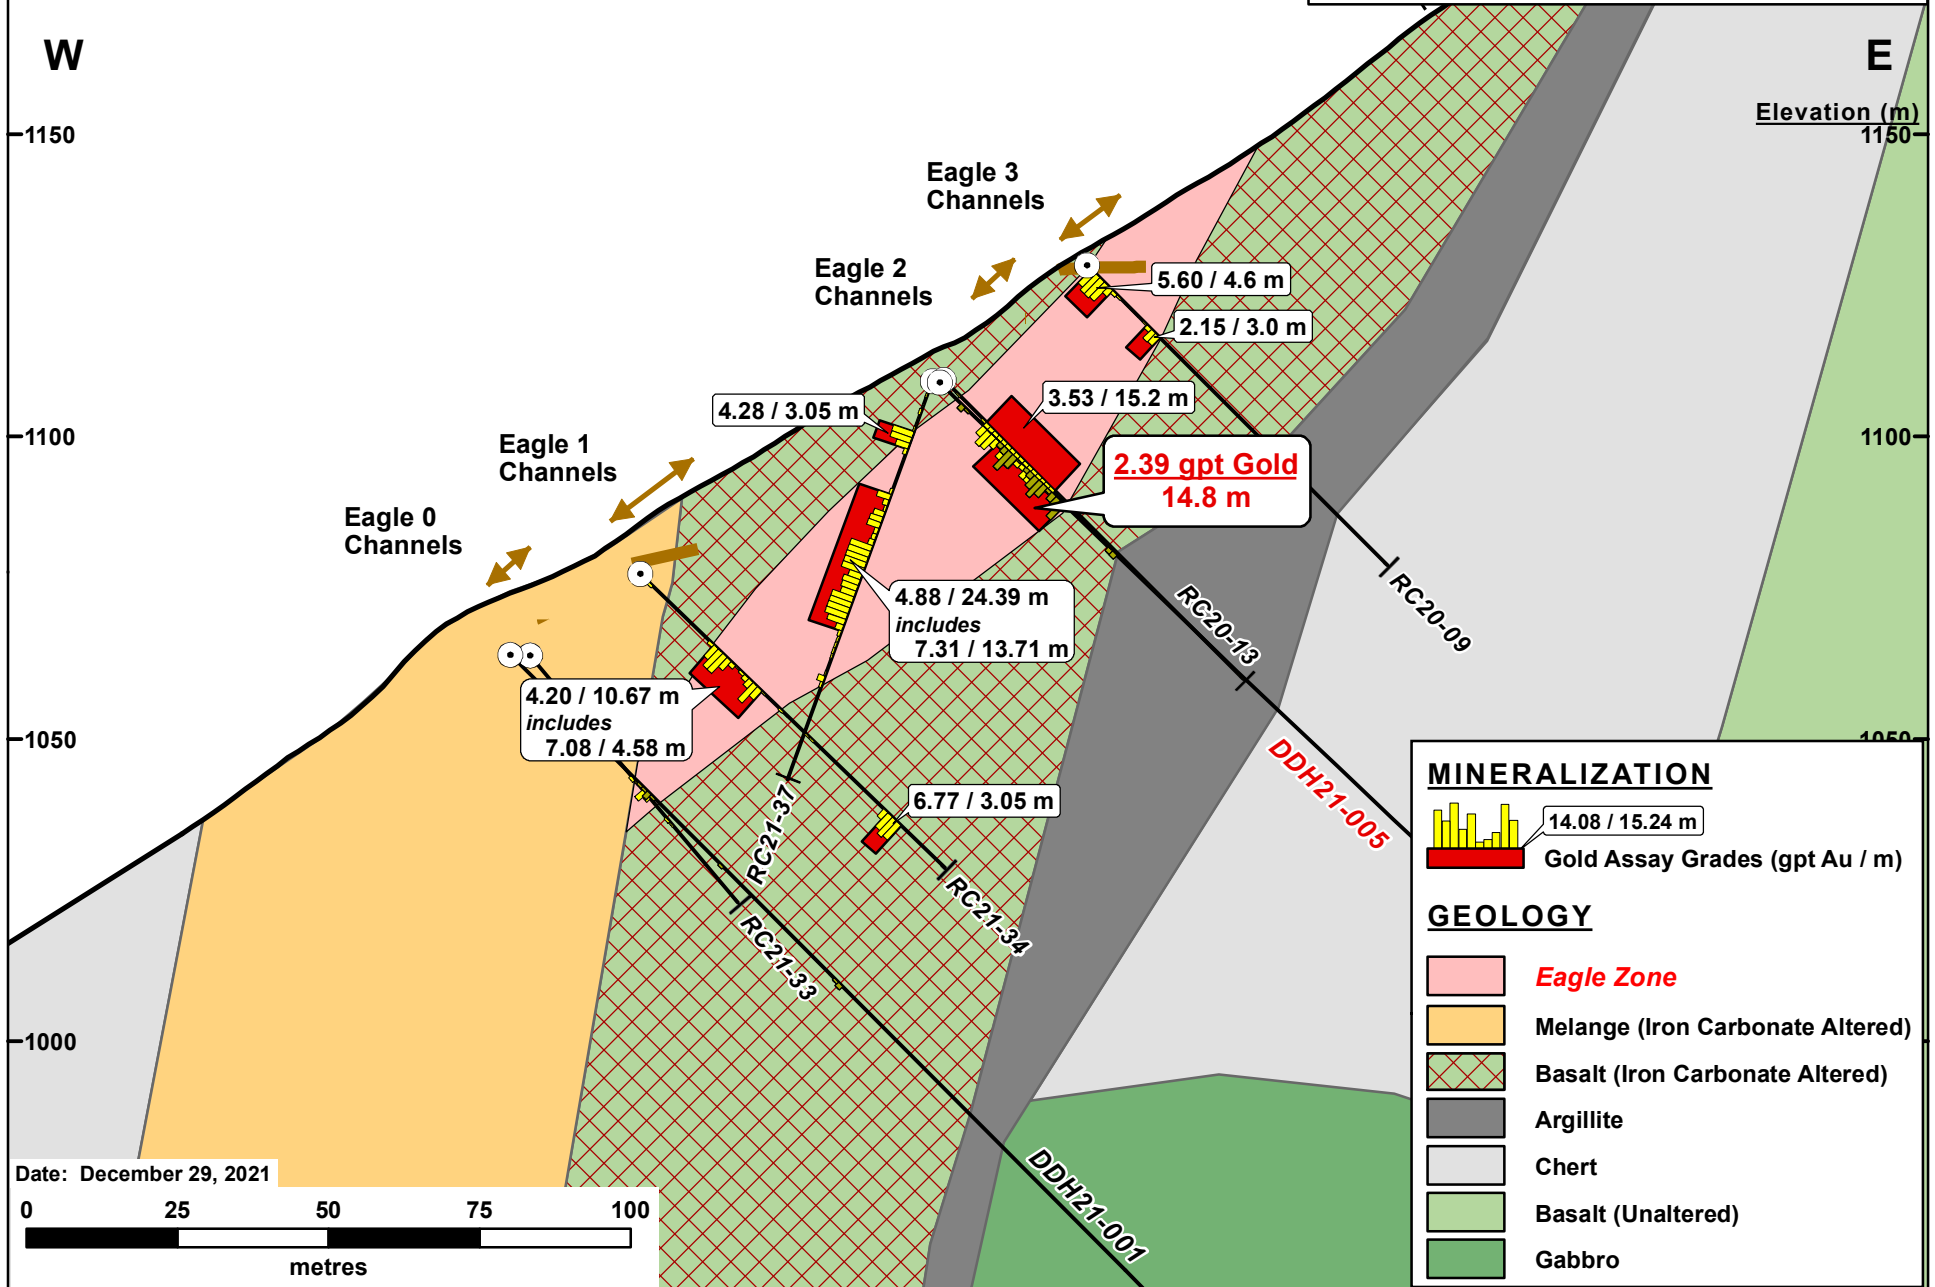 W
E
Elevation (m)
1150
1150
Eagle 3
Channels
Eagle 2
Channels
5.60 / 4.6 m
2.15 / 3.0 m
4.28 / 3.05 m
3.53 / 15.2 m
1100
1100
Eagle 1
Channels
2.39 gpt Gold
14.8 m
Eagle 0
Channels
4.88 / 24.39 m
includes
7.31 / 13.71 m
RC20-13
RC20-09
4.20 / 10.67 m
includes
7.08 / 4.58 m
1050
1050
DDH21-005
6.77 / 3.05 m
RC21-37
RC21-34
RC21-33
1000
DDH21-001
MINERALIZATION
14.08 / 15.24 m
Gold Assay Grades (gpt Au / m)
GEOLOGY
Eagle Zone
Melange (Iron Carbonate Altered)
Basalt (Iron Carbonate Altered)
Argillite
Chert
Basalt (Unaltered)
Gabbro
Date: December 29, 2021
0 25 50 75 100
metres